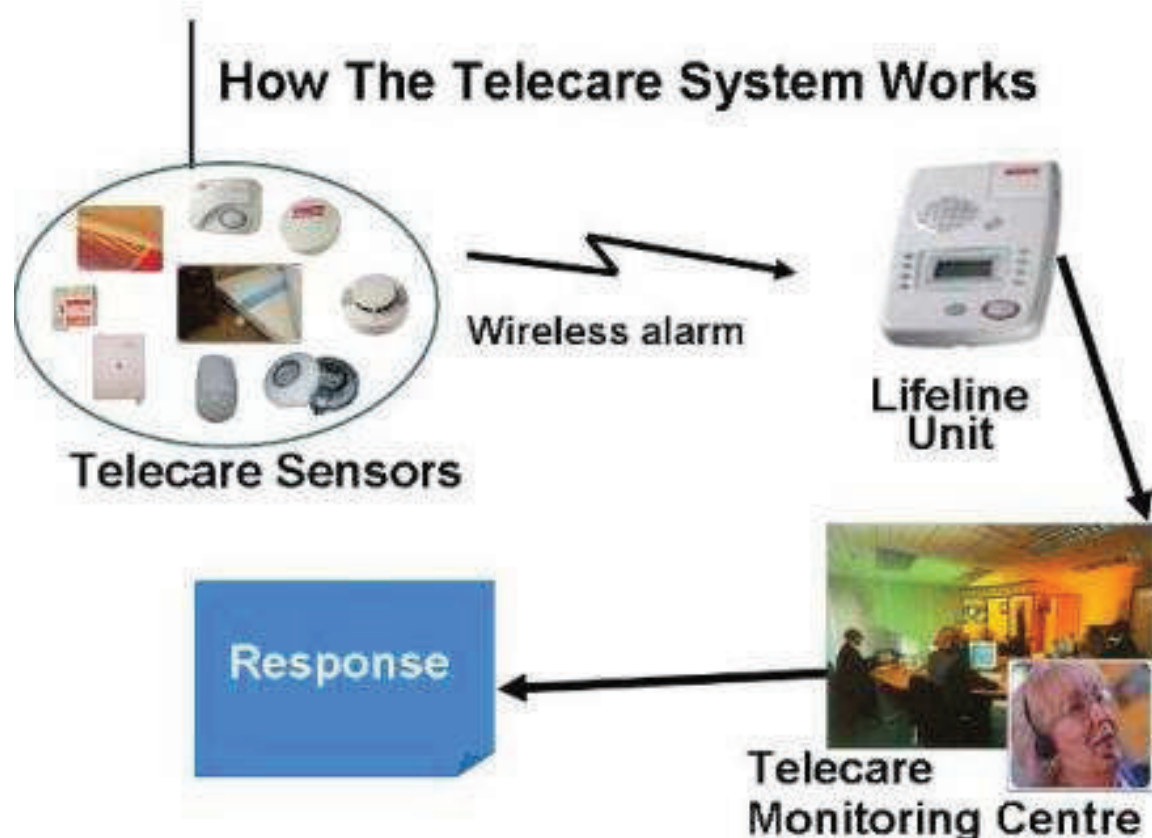 How The Telecare System Works
Wireless alarm
Lifeline
Unit
Telecare Sensors
Response
Telecare
Monitoring Centre